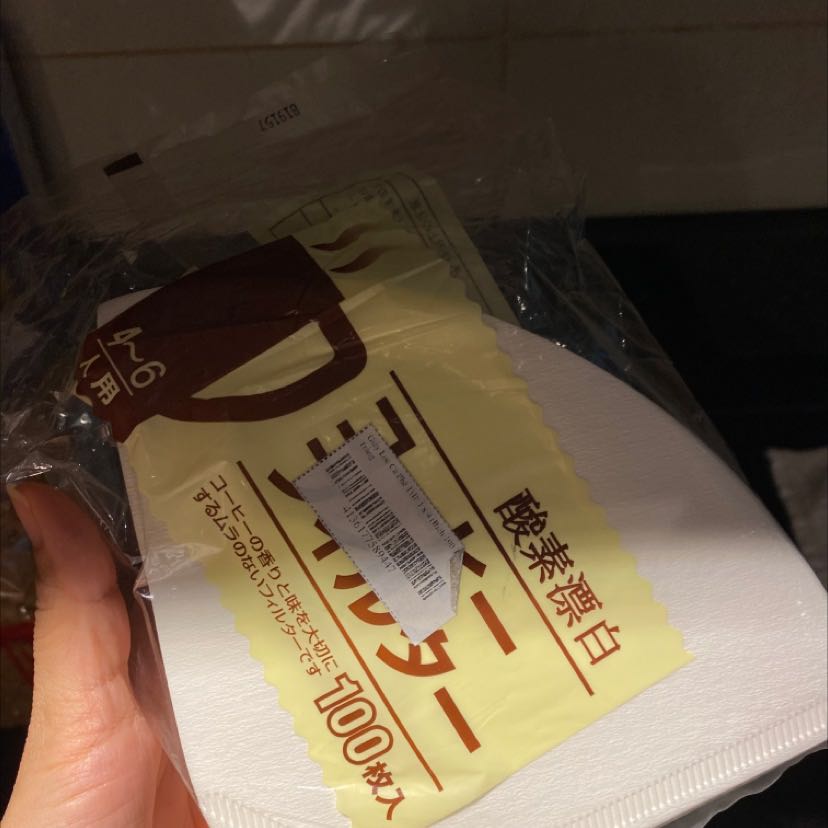 819157
4~6
人用
酸素漂白
コーヒー
フィルター
コーヒーの香りと味を大切に
するムラのないフィルターです
100枚入
4156177589447